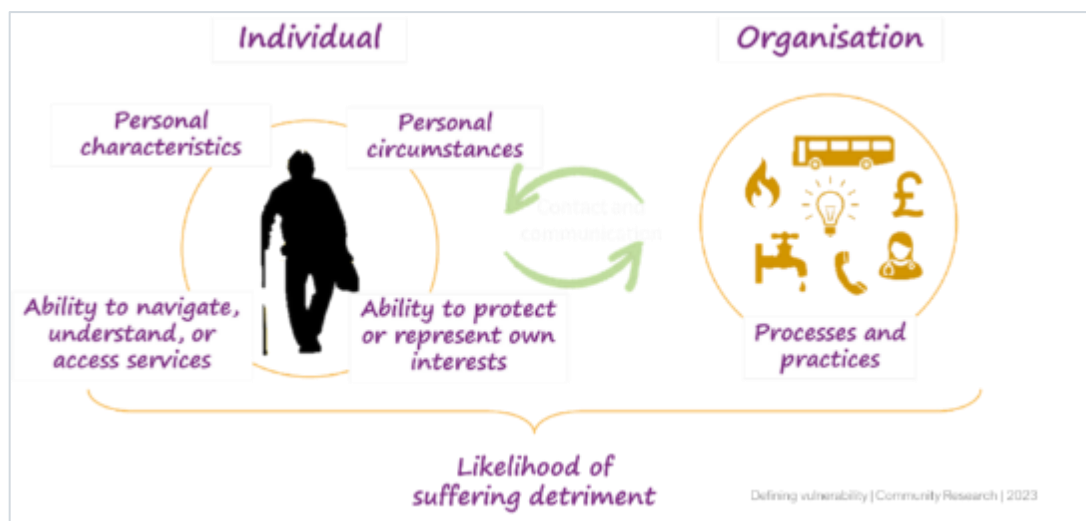 Individual
Organisation
Personal
characteristics
Personal
circumstances
Contact and
communication
£
Ability to navigate,
understand, or
access services
Ability to protect
or represent own
interests
Processes and
practices
Likelihood of
suffering detriment
Defining vulnerability | Community Research | 2023